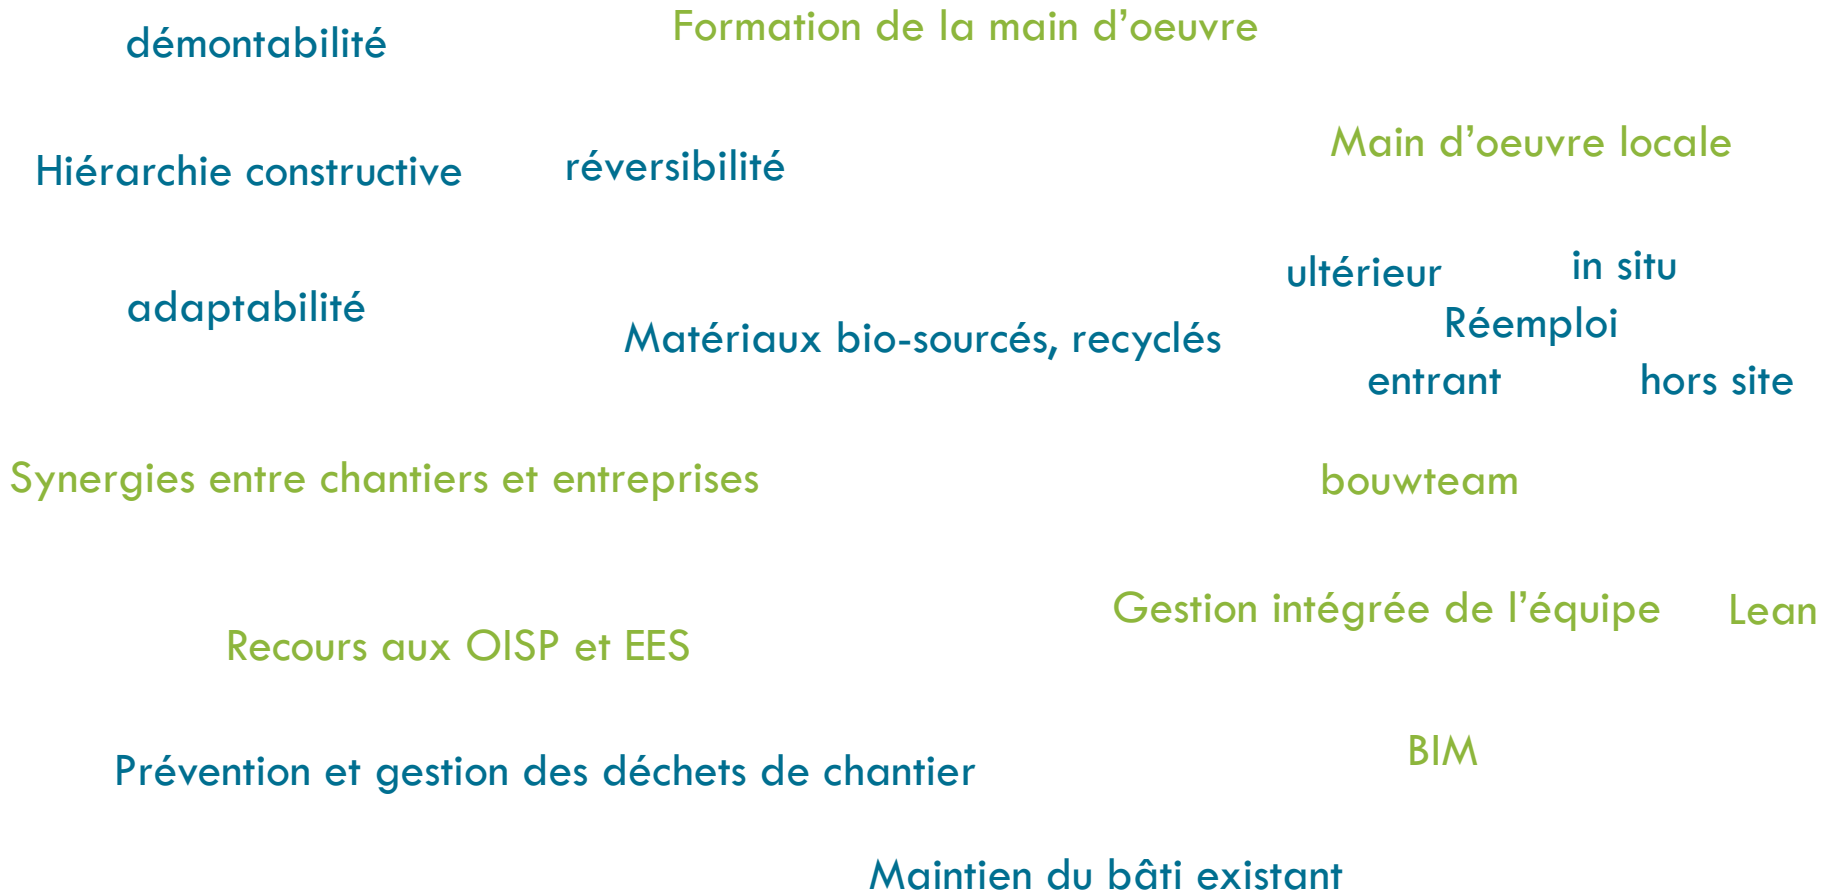 Formation de la main d’oeuvre
démontabilité
Main d’oeuvre locale
Hiérarchie constructive
réversibilité
ultérieur
in situ
adaptabilité
Matériaux bio-sourcés, recyclés
Réemploi
entrant
hors site
Synergies entre chantiers et entreprises
bouwteam
Gestion intégrée de l’équipe
Lean
Recours aux OISP et EES
BIM
Prévention et gestion des déchets de chantier
Maintien du bâti existant